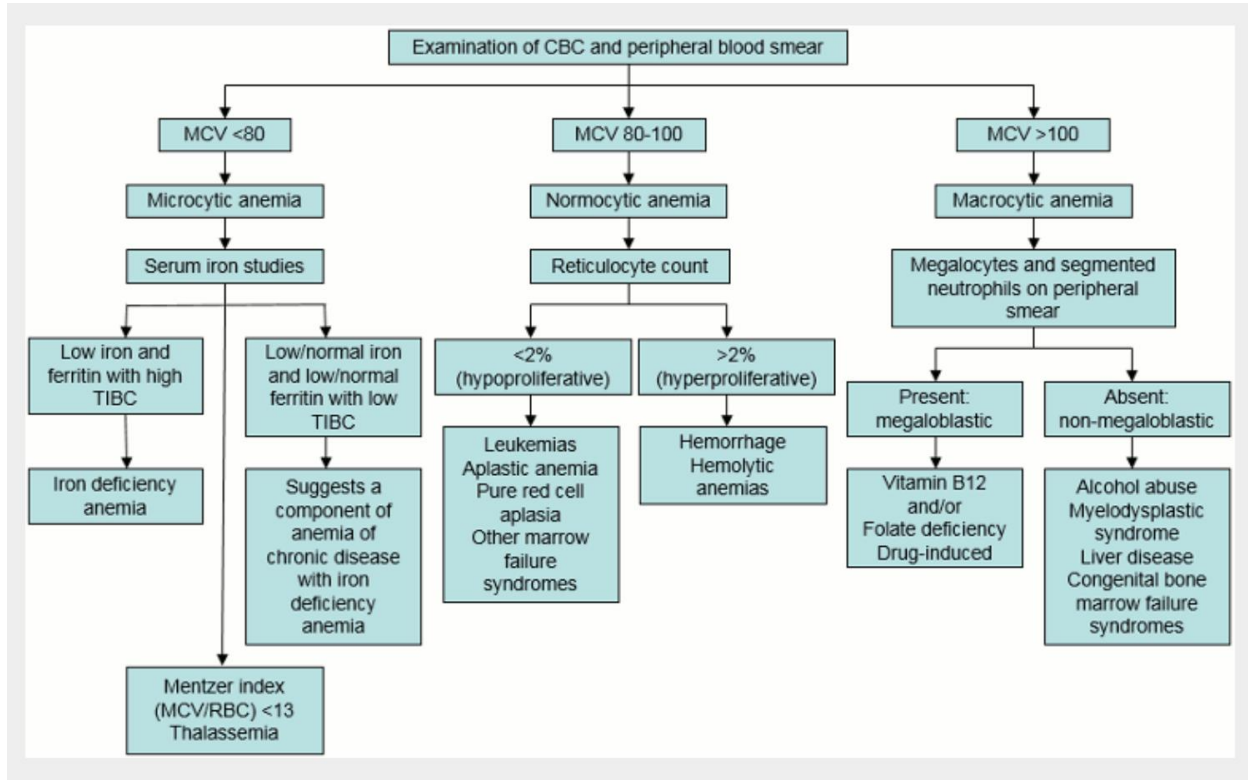 Examination of CBC and peripheral blood smear
MCV <80
MCV 80-100
MCV >100
Microcytic anemia
Normocytic anemia
Macrocytic anemia
Serum iron studies
Reticulocyte count
Megalocytes and segmented
neutrophils on peripheral
smear
Low iron and
ferritin with high
TIBC
Low/normal iron
and low/normal
ferritin with low
TIBC
<2%
(hypoproliferative)
>2%
(hyperproliferative)
Present:
megaloblastic
Absent:
non-megaloblastic
Iron deficiency
anemia
Suggests a
component of
anemia of
chronic disease
with iron
deficiency
anemia
Leukemias
Aplastic anemia
Pure red cell
aplasia
Other marrow
failure
syndromes
Hemorrhage
Hemolytic
anemias
Vitamin B12
and/or
Folate deficiency
Drug-induced
Alcohol abuse
Myelodysplastic
syndrome
Liver disease
Congenital bone
marrow failure
syndromes
Mentzer index
(MCV/RBC) <13
Thalassemia